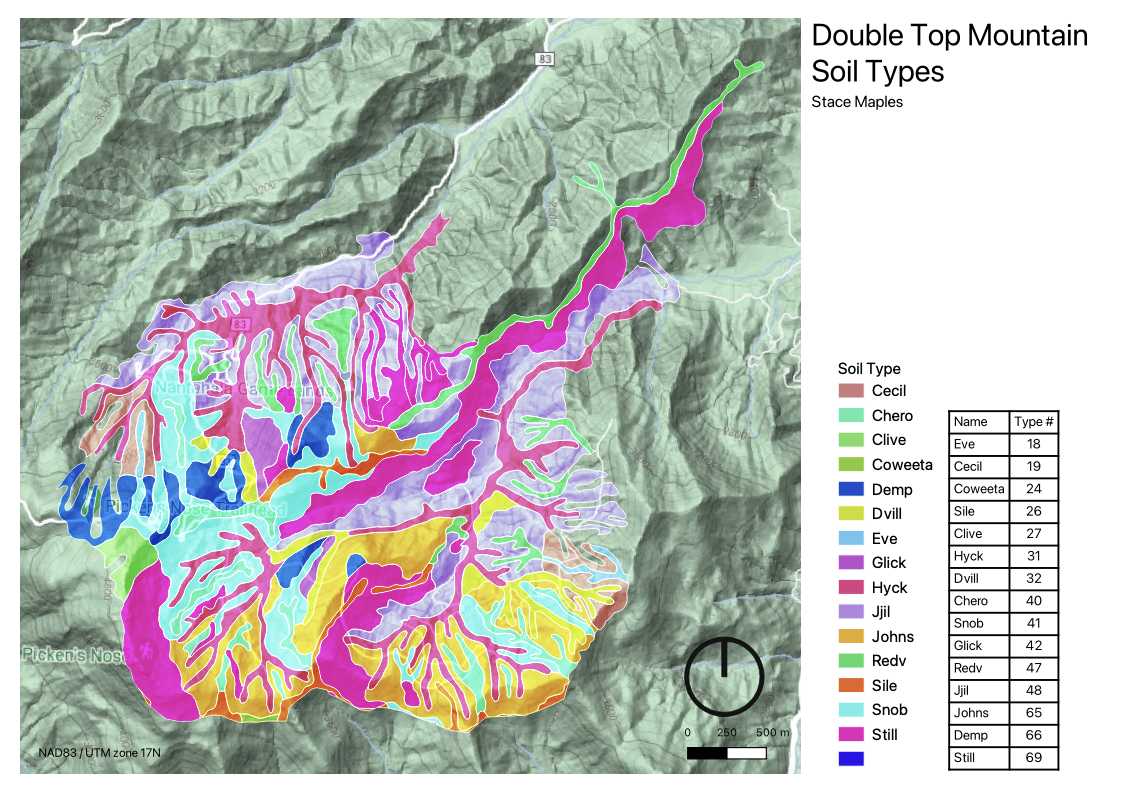 Double Top Mountain
Soil Types
Stace Maples
83
3200
83
Nantahala Game Lands
Picken's Nose Trailhead
Picken's Nose
NAD83 / UTM zone 17N
0 250 500 m
Soil Type
Cecil
Chero
Clive
Coweeta
Demp
Dvill
Eve
Glick
Hyck
Jjil
Johns
Redv
Sile
Snob
Still
Name Type #
Eve 18
Cecil 19
Coweeta 24
Sile 26
Clive 27
Hyck 31
Dvill 32
Chero 40
Snob 41
Glick 42
Redv 47
Jjil 48
Johns 65
Demp 66
Still 69